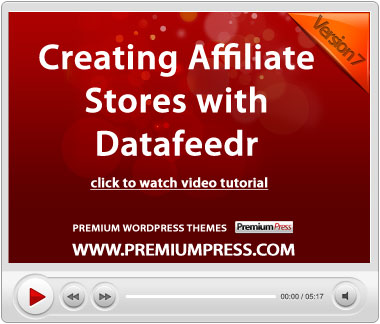 Version 7
Creating Affiliate
Stores with
Datafeedr
click to watch video tutorial
PREMIUM WORDPRESS THEMES PremiumPress
WWW.PREMIUMPRESS.COM
00:00 / 05:17